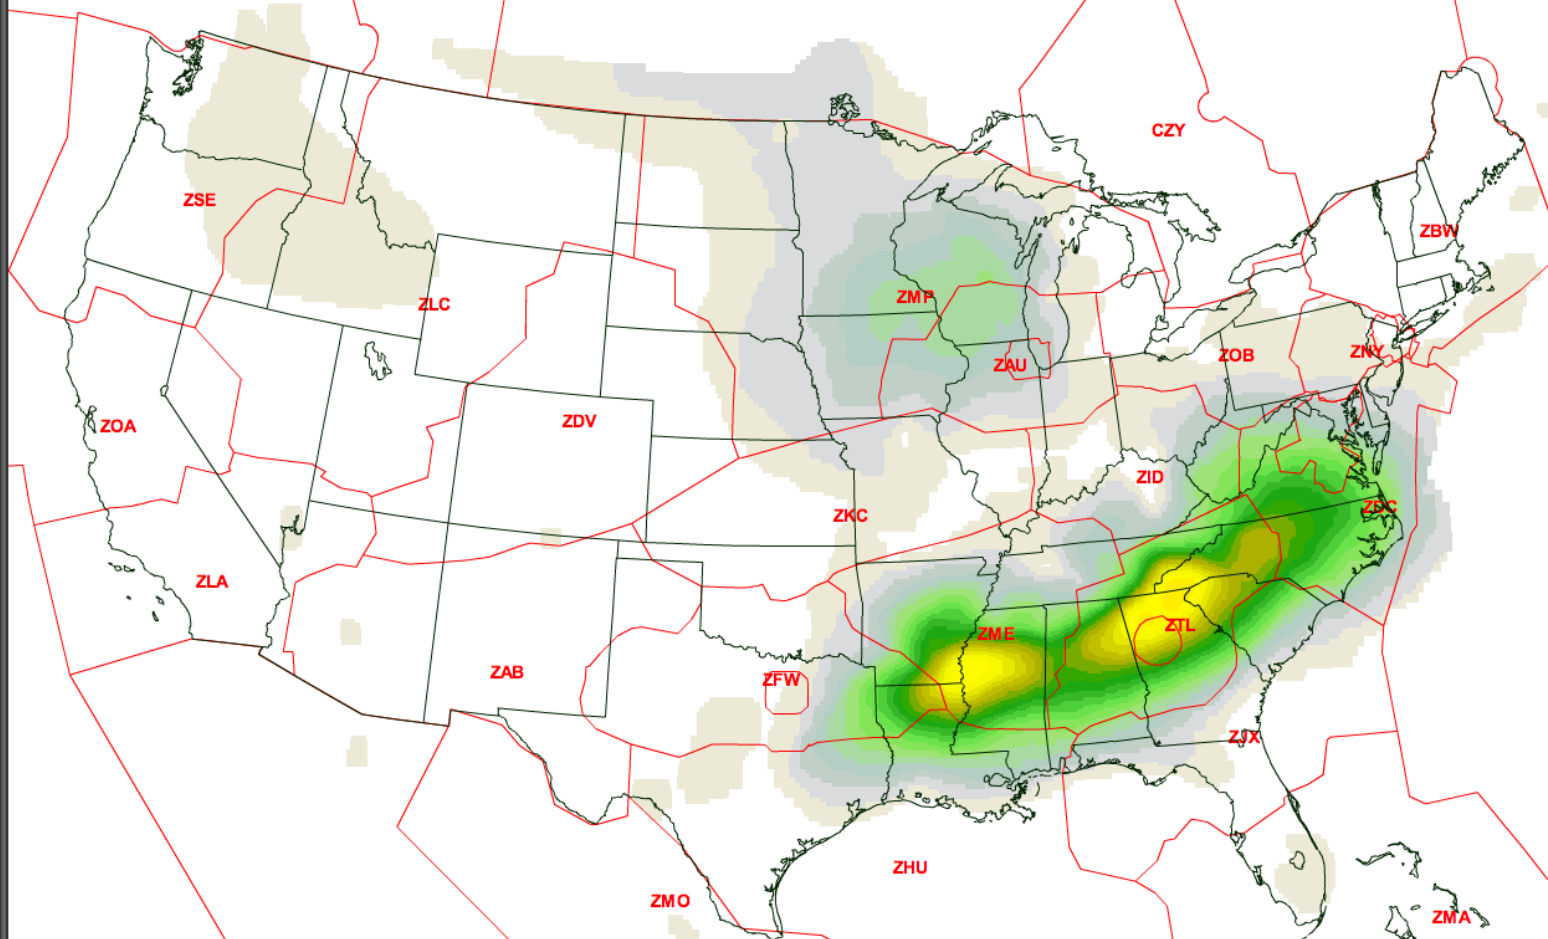 CZY
ZSE
ZBW
ZMP
ZLC
ZNY
ZOB
ZAU
ZDV
ZOA
ZID
ZDC
ZKC
ZLA
ZTL
ZME
ZAB
ZFW
ZJX
ZHU
ZMO
ZMA